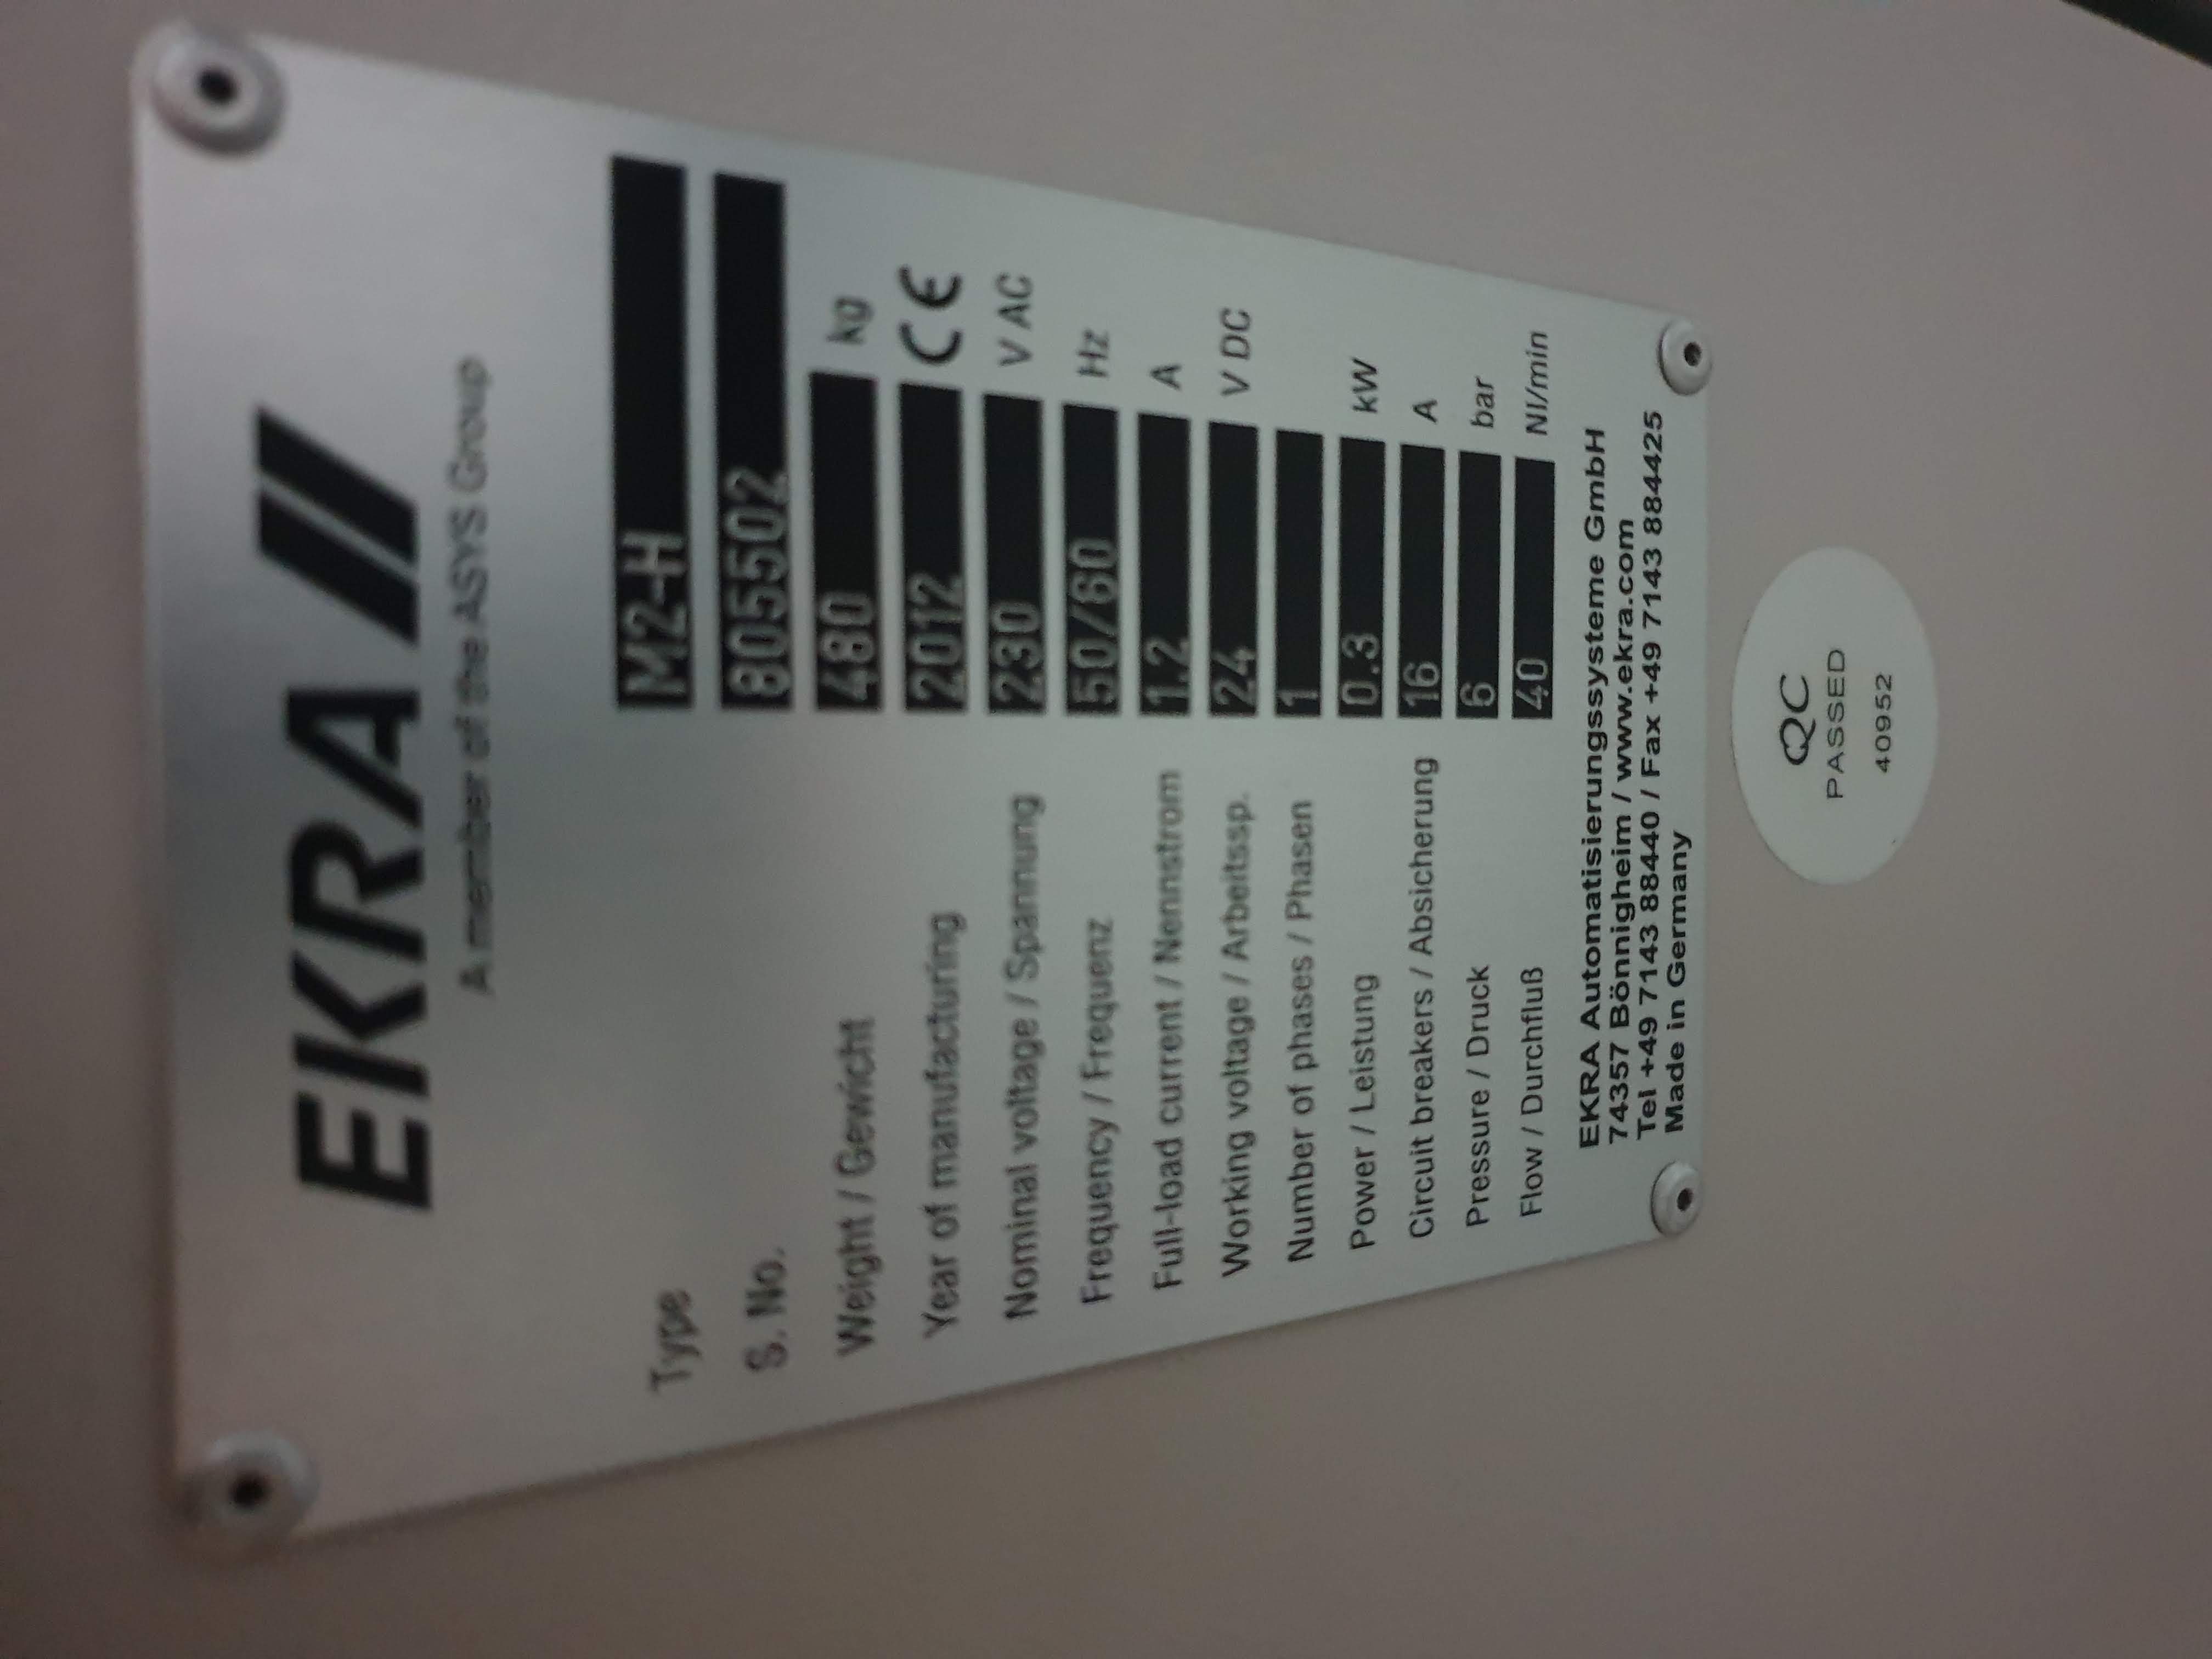 EKRA
A member of the ASYS Group
Type M2-H
S. No. 805502
Weight / Gewicht 480 kg
Year of manufacturing 2012 CE
Nominal voltage / Spannung 230 V AC
Frequency / Frequenz 50/60 Hz
Full-load current / Nennstrom 1.2 A
Working voltage / Arbeitssp. 24 V DC
Number of phases / Phasen 1
Power / Leistung 0.3 kW
Circuit breakers / Absicherung 16 A
Pressure / Druck 6 bar
Flow / Durchfluß 40 Nl/min
EKRA Automatisierungssysteme GmbH
74357 Bönnigheim / www.ekra.com
Tel +49 7143 88440 / Fax +49 7143 884425
Made in Germany
QC
PASSED
40952